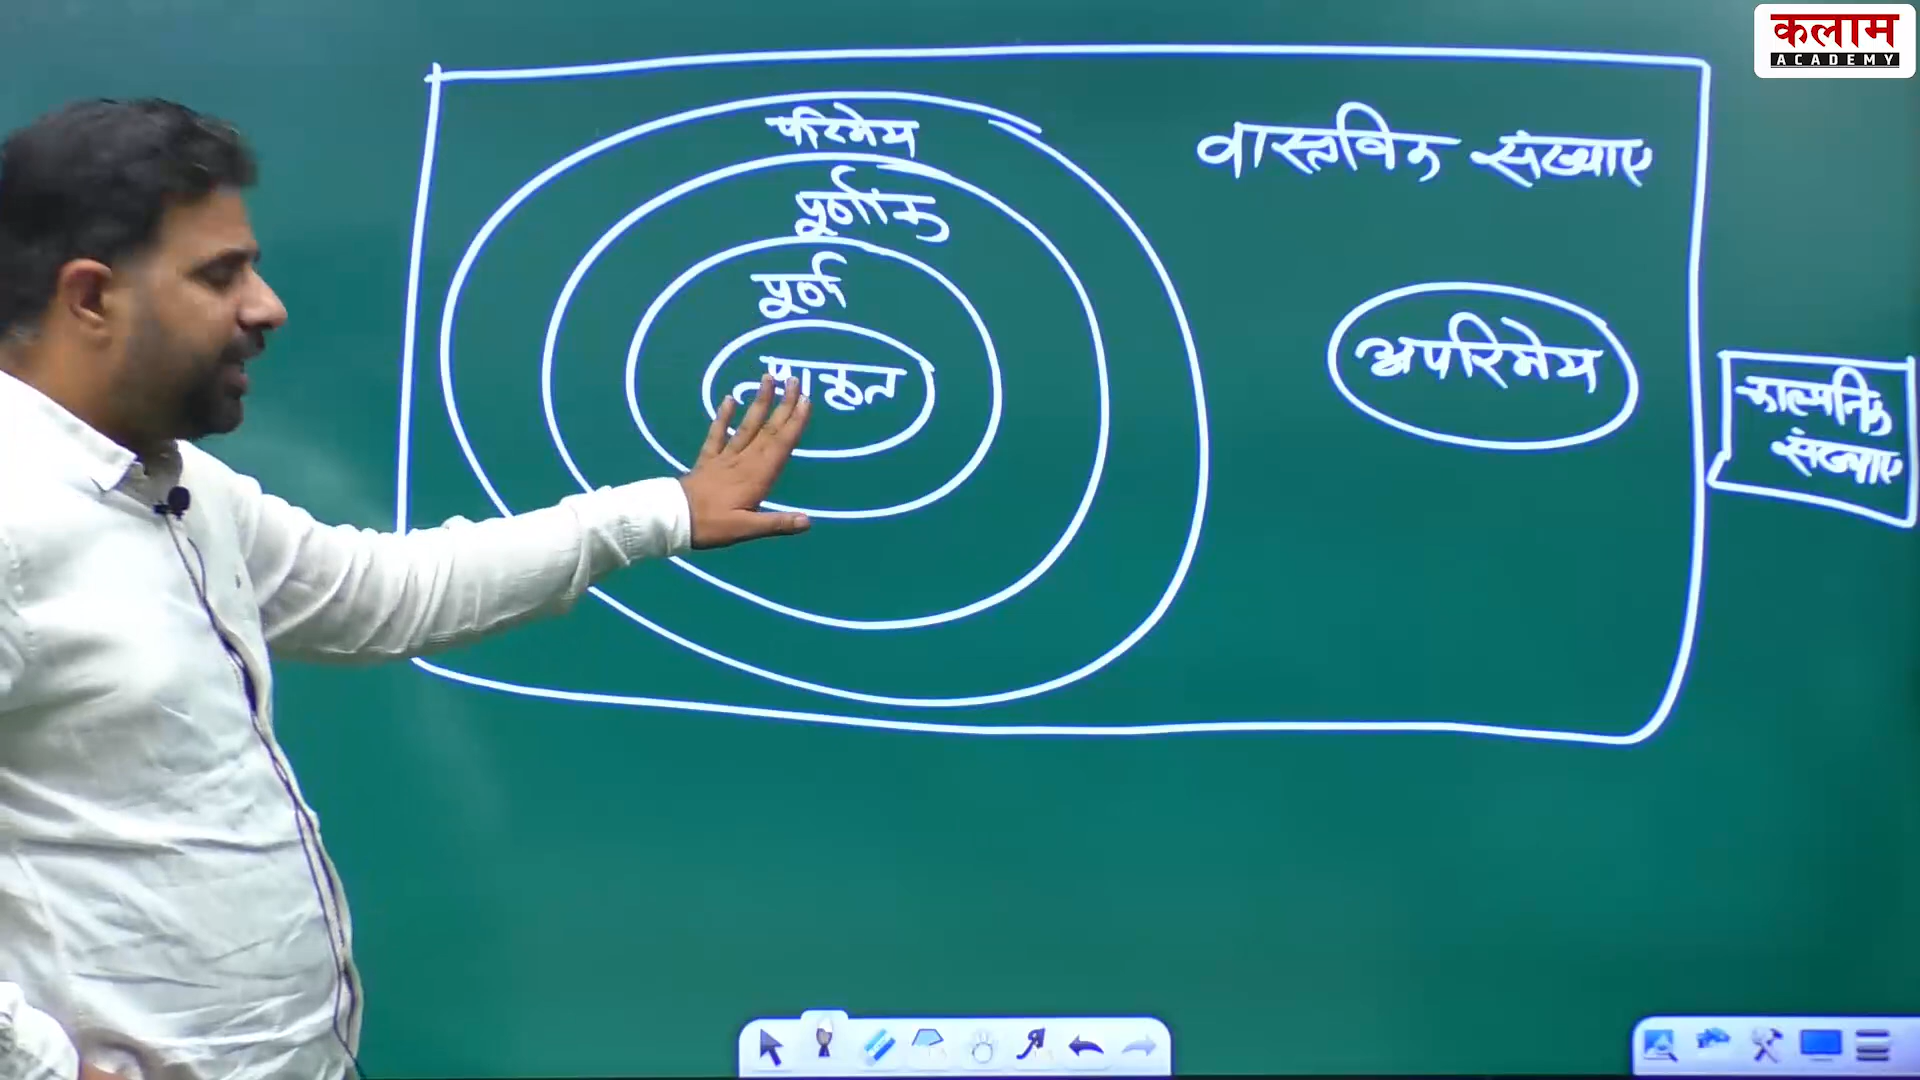 कलाम
ACADEMY
परिमेय
वास्तविक संख्याए
पूर्णांक
पूर्ण
प्राकृत
अपरिमेय
काल्पनिक
संख्याए